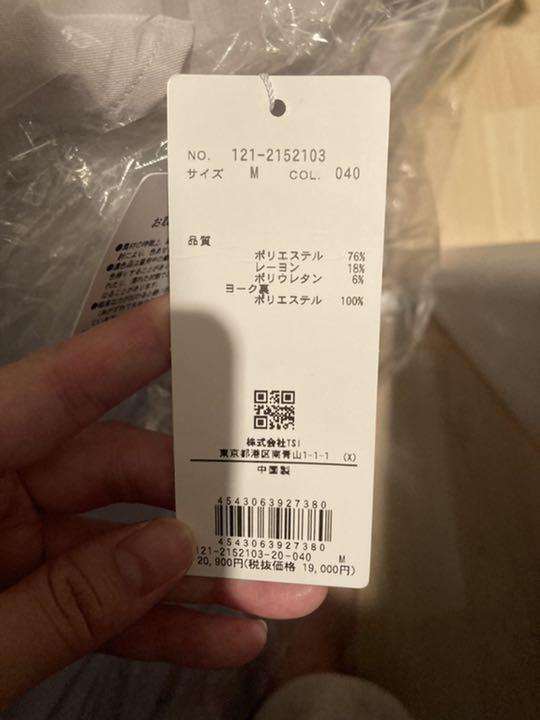 NO. 121-2152103
サイズ M COL. 040
品質
ポリエステル 76%
レーヨン 18%
ポリウレタン 6%
ヨーク裏
ポリエステル 100%
株式会社TSI
東京都港区南青山1-1-1 (X)
中国製
4543063927380
4543063927380
121-2152103-20-040 M
20,900円(税抜価格 19,000円)